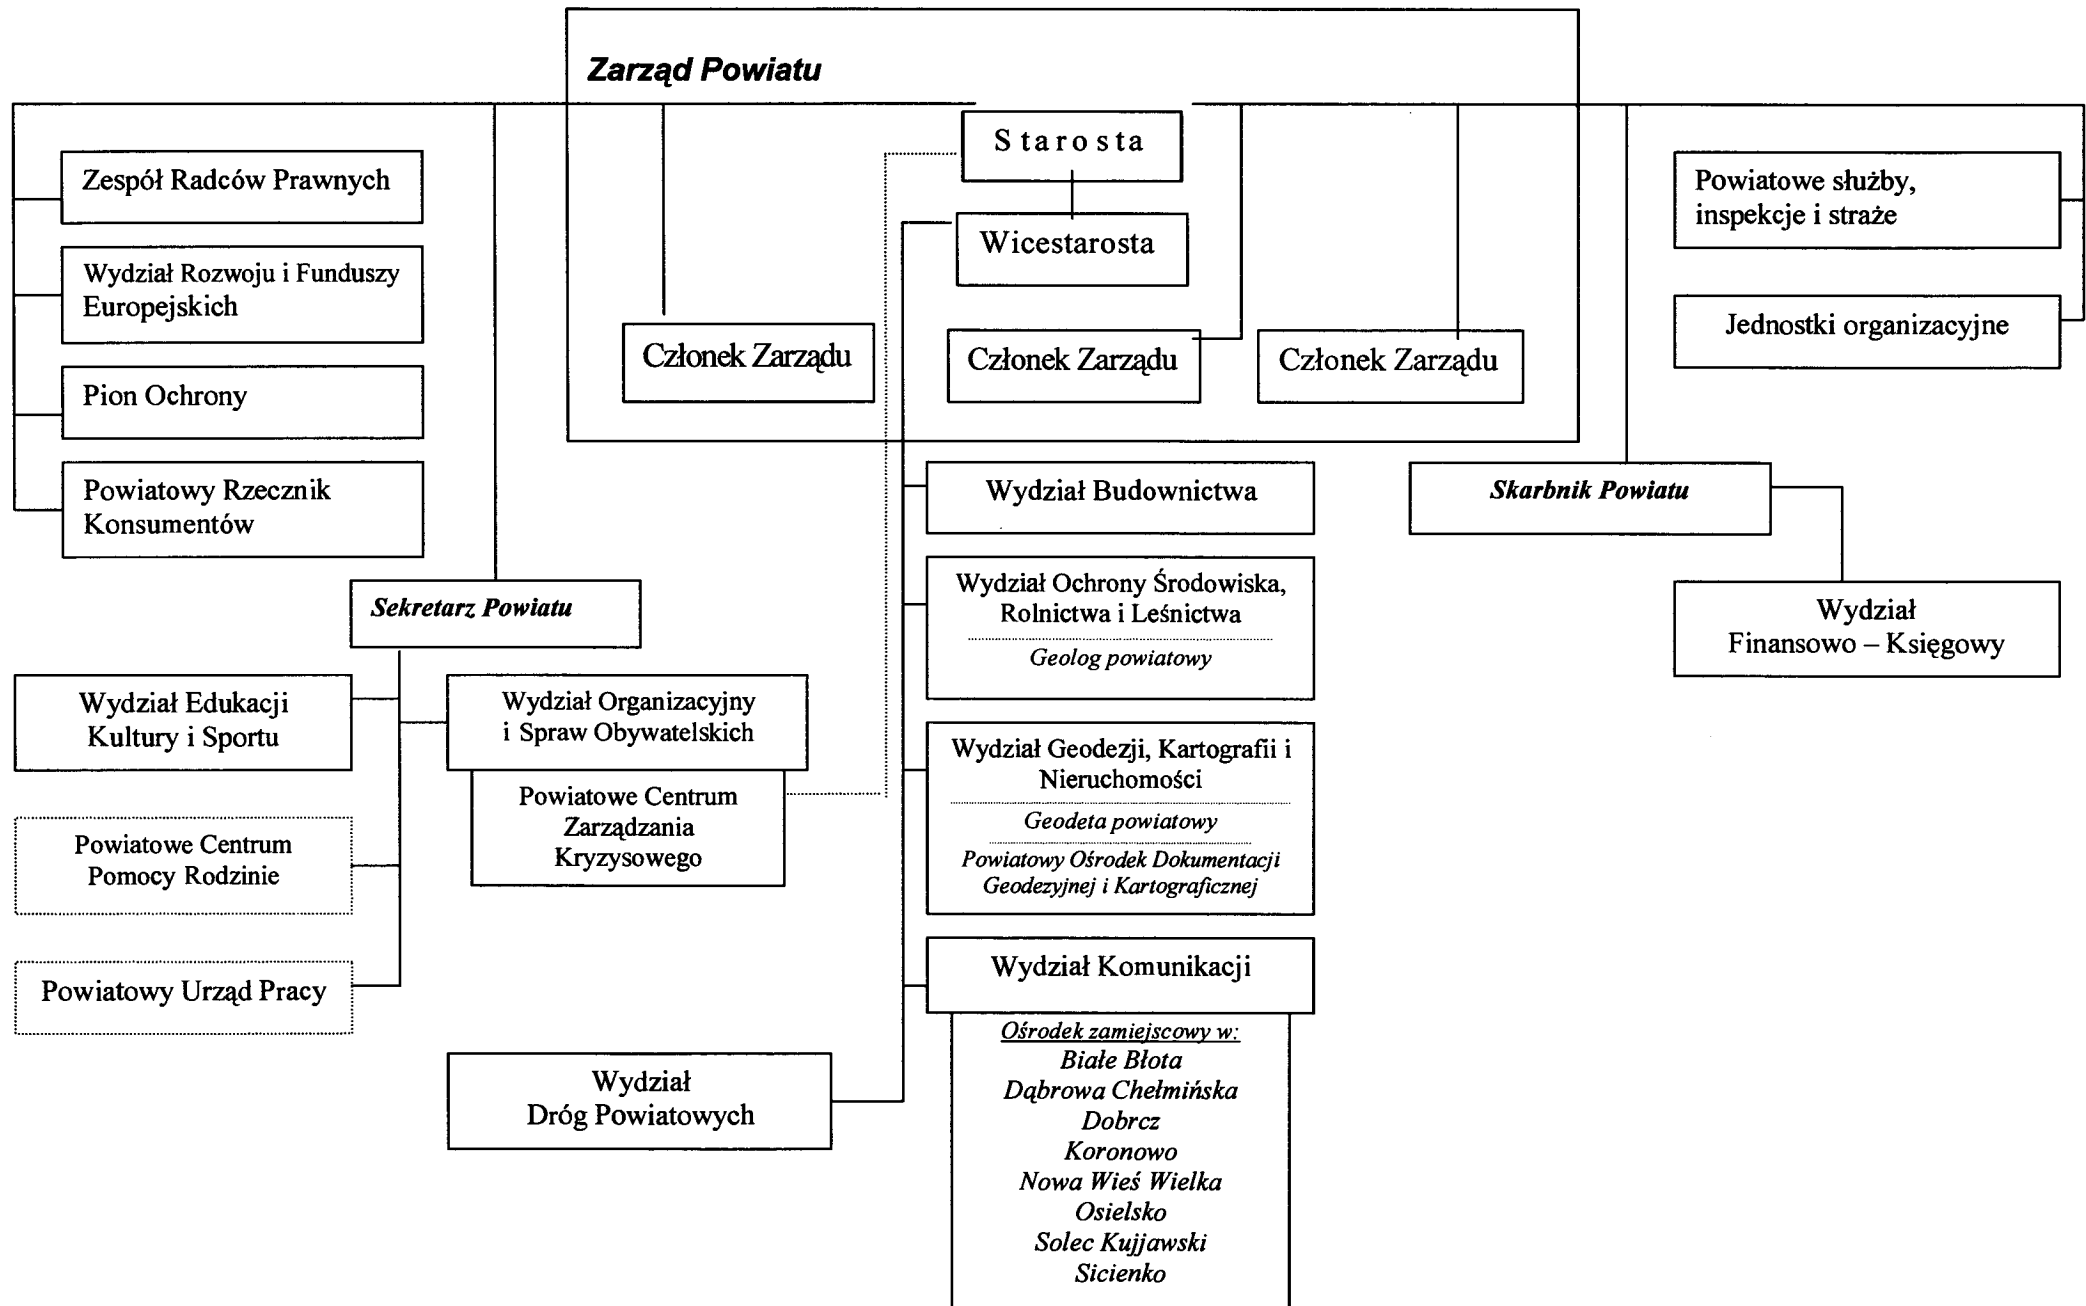 Zarząd Powiatu
Starosta
Wicestarosta
Członek Zarządu
Członek Zarządu
Członek Zarządu
Zespół Radców Prawnych
Wydział Rozwoju i Funduszy
Europejskich
Pion Ochrony
Powiatowy Rzecznik
Konsumentów
Powiatowe służby,
inspekcje i straże
Jednostki organizacyjne
Sekretarz Powiatu
Wydział Edukacji
Kultury i Sportu
Powiatowe Centrum
Pomocy Rodzinie
Powiatowy Urząd Pracy
Wydział Organizacyjny
i Spraw Obywatelskich
Powiatowe Centrum
Zarządzania
Kryzysowego
Wydział
Dróg Powiatowych
Wydział Budownictwa
Wydział Ochrony Środowiska,
Rolnictwa i Leśnictwa
Geolog powiatowy
Wydział Geodezji, Kartografii i
Nieruchomości
Geodeta powiatowy
Powiatowy Ośrodek Dokumentacji
Geodezyjnej i Kartograficznej
Wydział Komunikacji
Ośrodek zamiejscowy w:
Białe Błota
Dąbrowa Chełmińska
Dobrcz
Koronowo
Nowa Wieś Wielka
Osielsko
Solec Kujjawski
Sicienko
Skarbnik Powiatu
Wydział
Finansowo – Księgowy